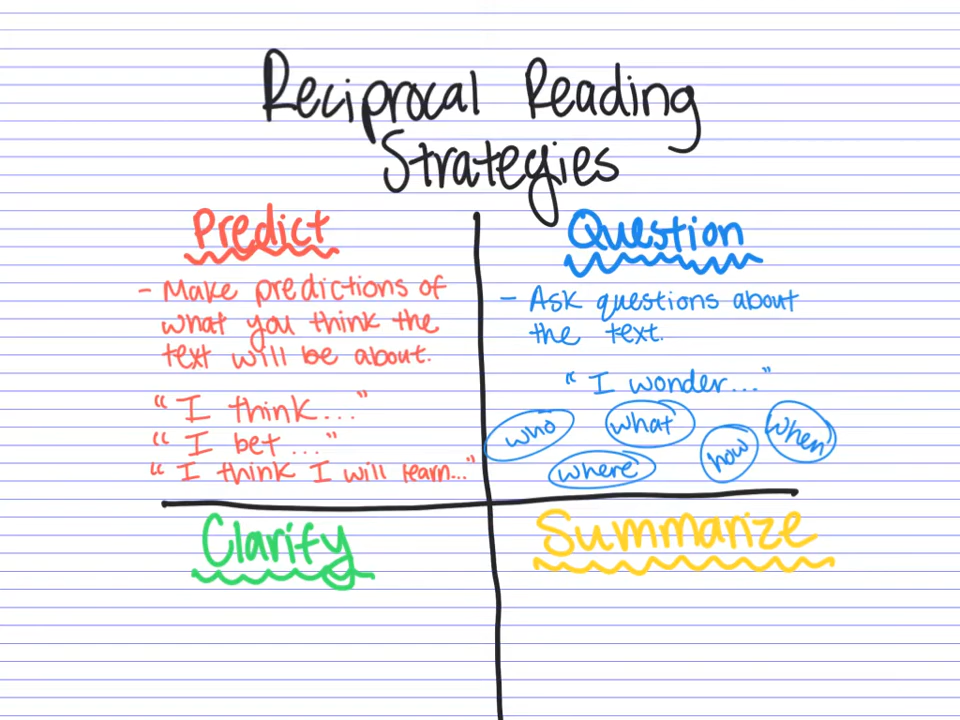 Reciprocal Reading
Strategies
Predict
- Make predictions of
what you think the
text will be about.
"I think..."
"I bet..."
"I think I will learn..."
Question
- Ask questions about
the text.
"I wonder..."
who
what
when
where
how
Clarify
Summarize